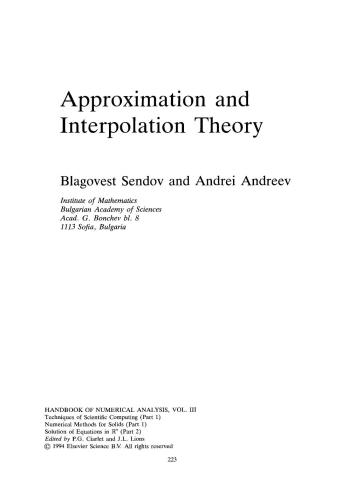 Approximation and
Interpolation Theory
Blagovest Sendov and Andrei Andreev
Institute of Mathematics
Bulgarian Academy of Sciences
Acad. G. Bonchev bl. 8
1113 Sofia, Bulgaria
HANDBOOK OF NUMERICAL ANALYSIS, VOL. III
Techniques of Scientific Computing (Part 1)
Numerical Methods for Solids (Part 1)
Solution of Equations in ℝⁿ (Part 2)
Edited by P.G. Ciarlet and J.L. Lions
© 1994 Elsevier Science B.V. All rights reserved
223